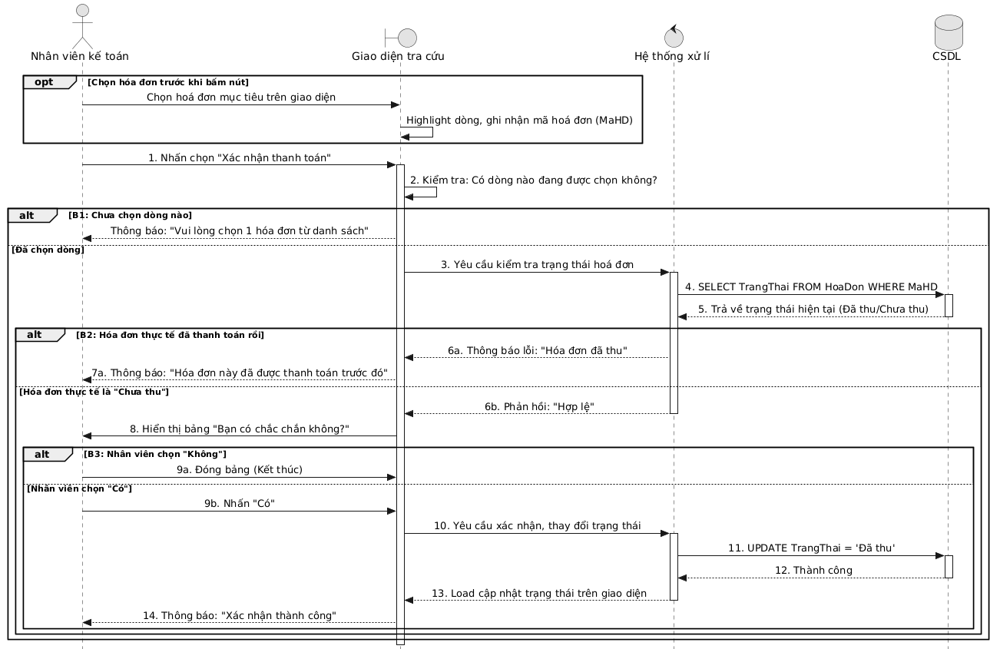 Nhân viên kế toán
Giao diện tra cứu
Hệ thống xử lí
CSDL
opt [Chọn hóa đơn trước khi bấm nút]
Chọn hoá đơn mục tiêu trên giao diện
Highlight dòng, ghi nhận mã hoá đơn (MaHD)
1. Nhấn chọn "Xác nhận thanh toán"
2. Kiểm tra: Có dòng nào đang được chọn không?
alt [B1: Chưa chọn dòng nào]
Thông báo: "Vui lòng chọn 1 hóa đơn từ danh sách"
[Đã chọn dòng]
3. Yêu cầu kiểm tra trạng thái hoá đơn
4. SELECT TrangThai FROM HoaDon WHERE MaHD
5. Trả về trạng thái hiện tại (Đã thu/Chưa thu)
alt [B2: Hóa đơn thực tế đã thanh toán rồi]
6a. Thông báo lỗi: "Hóa đơn đã thu"
7a. Thông báo: "Hóa đơn này đã được thanh toán trước đó"
[Hóa đơn thực tế là "Chưa thu"]
6b. Phản hồi: "Hợp lệ"
8. Hiển thị bảng "Bạn có chắc chắn không?"
alt [B3: Nhân viên chọn "Không"]
9a. Đóng bảng (Kết thúc)
[Nhân viên chọn "Có"]
9b. Nhấn "Có"
10. Yêu cầu xác nhận, thay đổi trạng thái
11. UPDATE TrangThai = 'Đã thu'
12. Thành công
13. Load cập nhật trạng thái trên giao diện
14. Thông báo: "Xác nhận thành công"